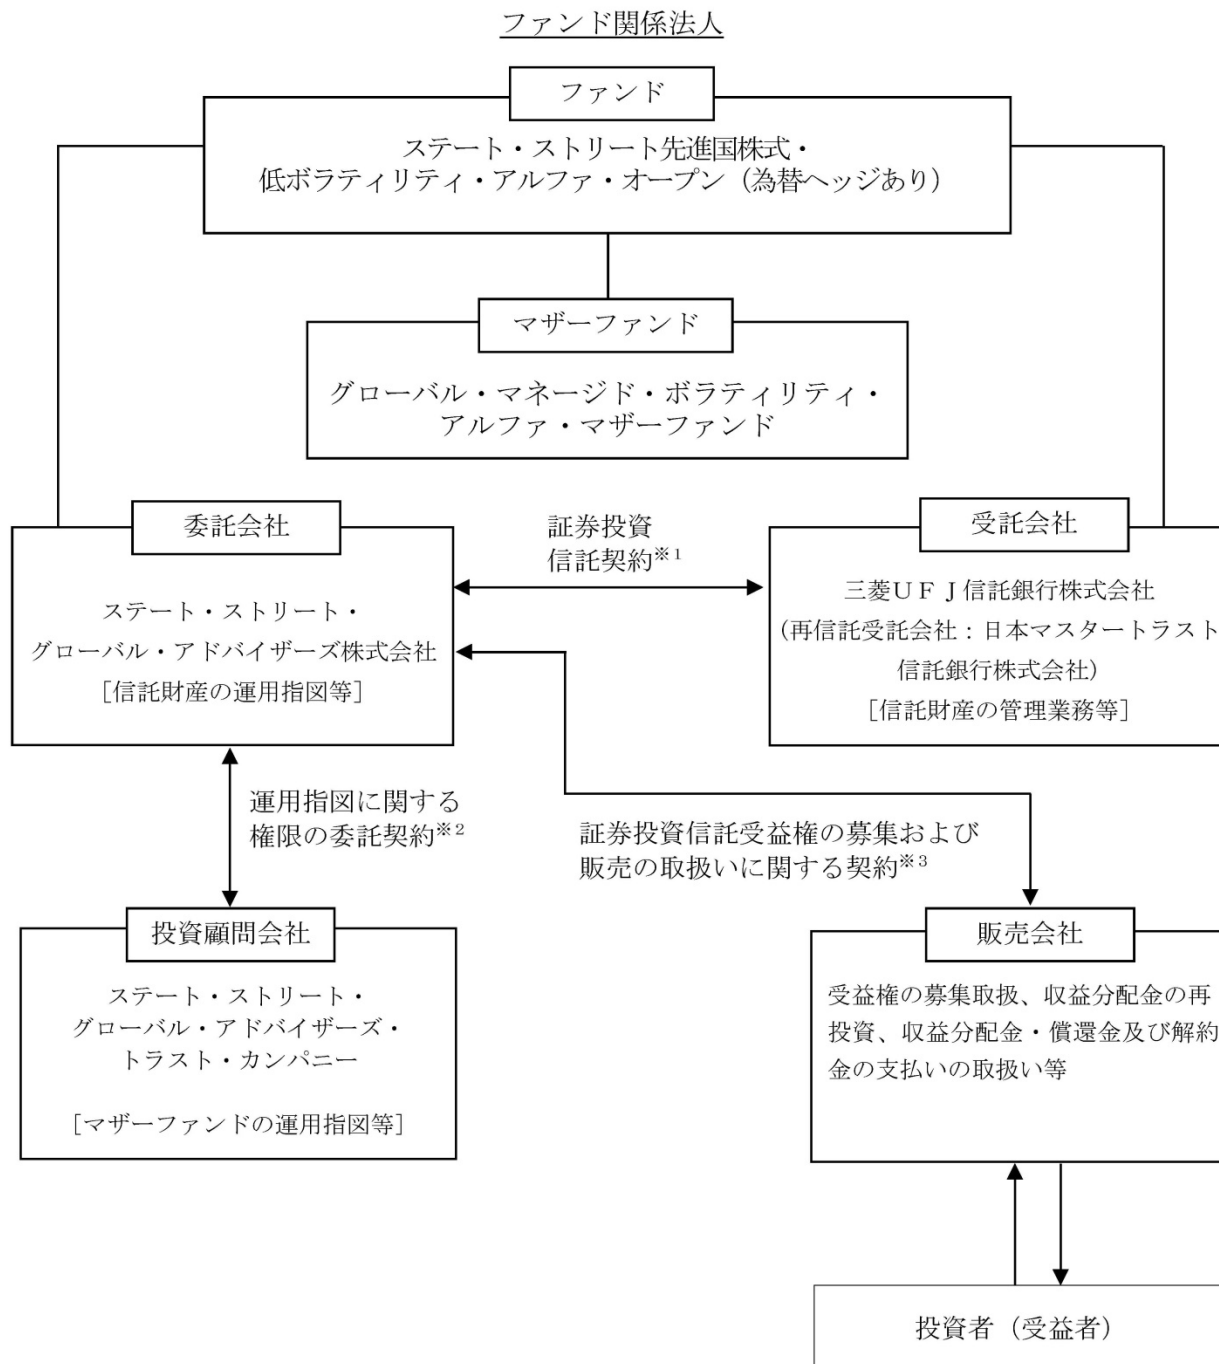 ファンド関係法人
ファンド
ステート・ストリート先進国株式・
低ボラティリティ・アルファ・オープン（為替ヘッジあり）
マザーファンド
グローバル・マネージド・ボラティリティ・
アルファ・マザーファンド
委託会社
ステート・ストリート・
グローバル・アドバイザーズ株式会社
［信託財産の運用指図等］
証券投資
信託契約※1
受託会社
三菱ＵＦＪ信託銀行株式会社
（再信託受託会社：日本マスタートラスト
信託銀行株式会社）
［信託財産の管理業務等］
運用指図に関する
権限の委託契約※2
証券投資信託受益権の募集および
販売の取扱いに関する契約※3
投資顧問会社
ステート・ストリート・
グローバル・アドバイザーズ・
トラスト・カンパニー
［マザーファンドの運用指図等］
販売会社
受益権の募集取扱、収益分配金の再
投資、収益分配金・償還金及び解約
金の支払いの取扱い等
投資者（受益者）